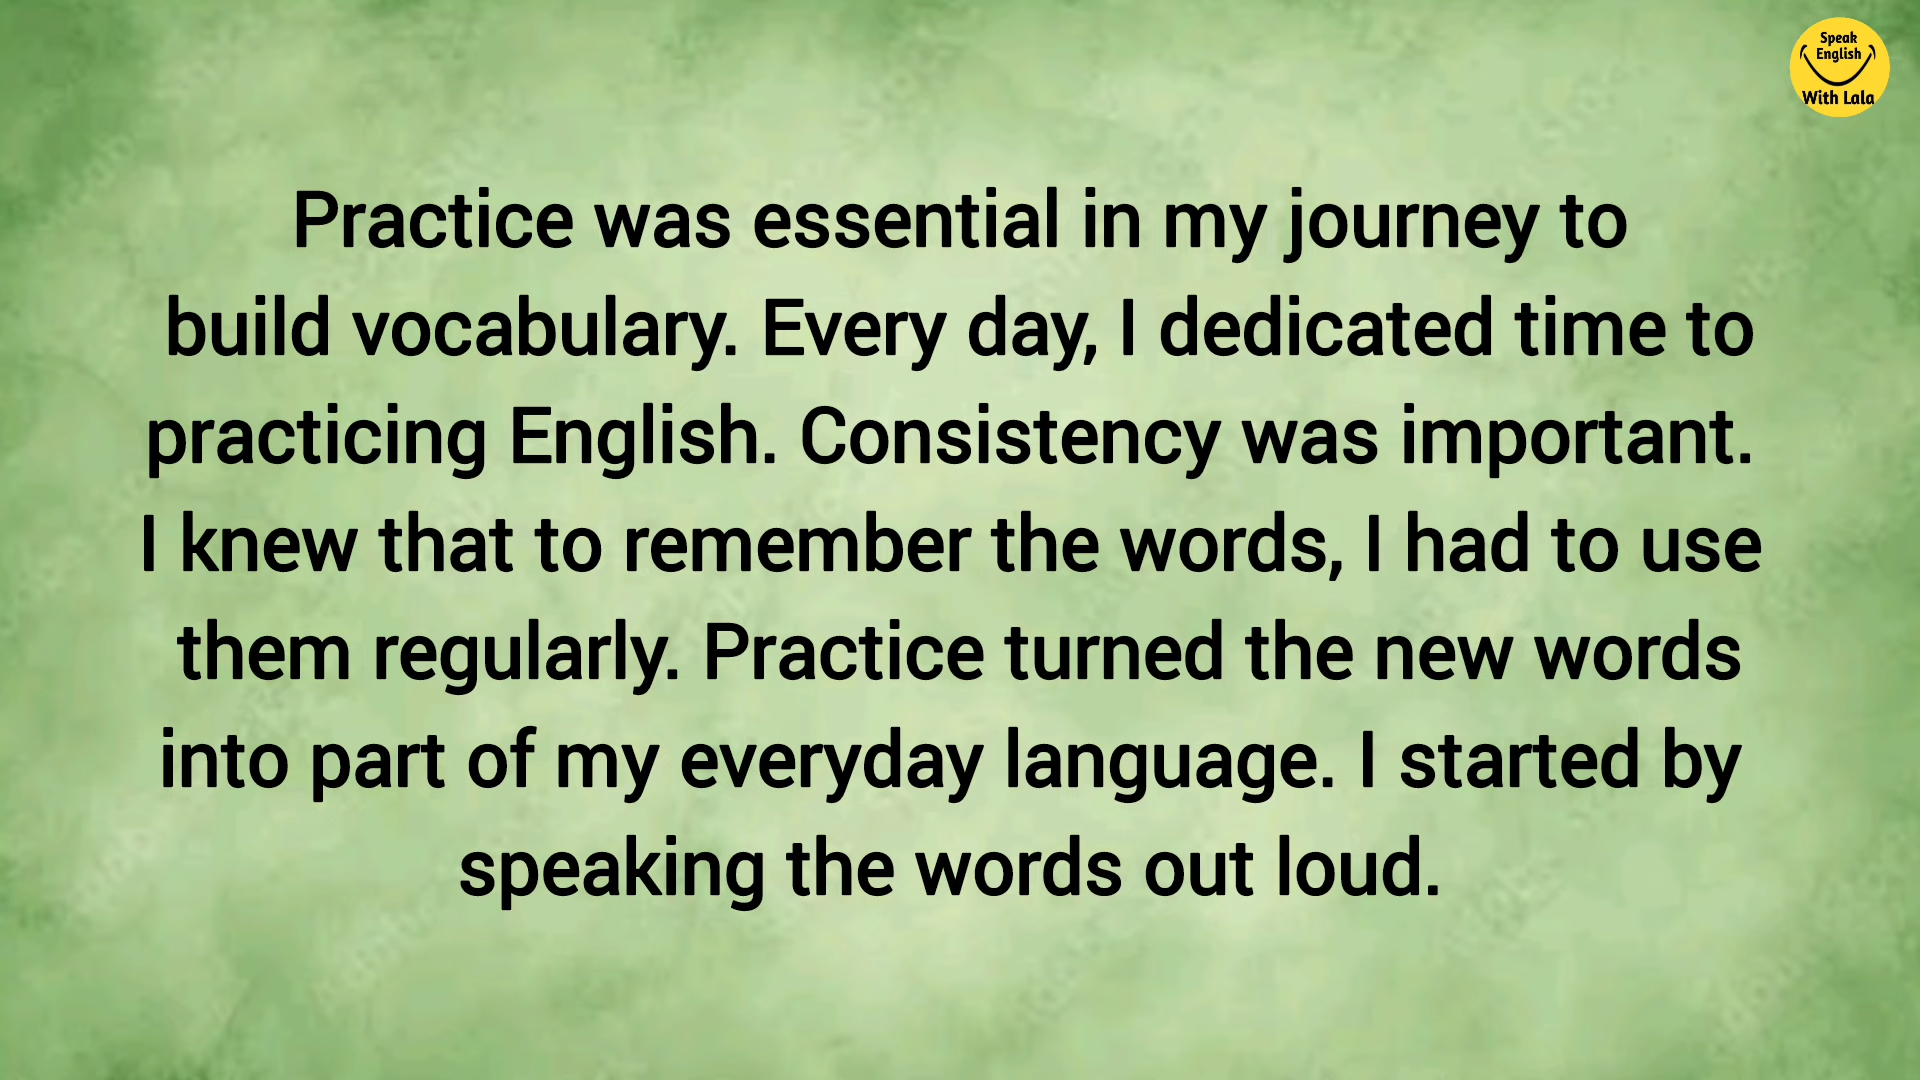 Speak
English
With Lala
Practice was essential in my journey to
build vocabulary. Every day, I dedicated time to
practicing English. Consistency was important.
I knew that to remember the words, I had to use
them regularly. Practice turned the new words
into part of my everyday language. I started by
speaking the words out loud.